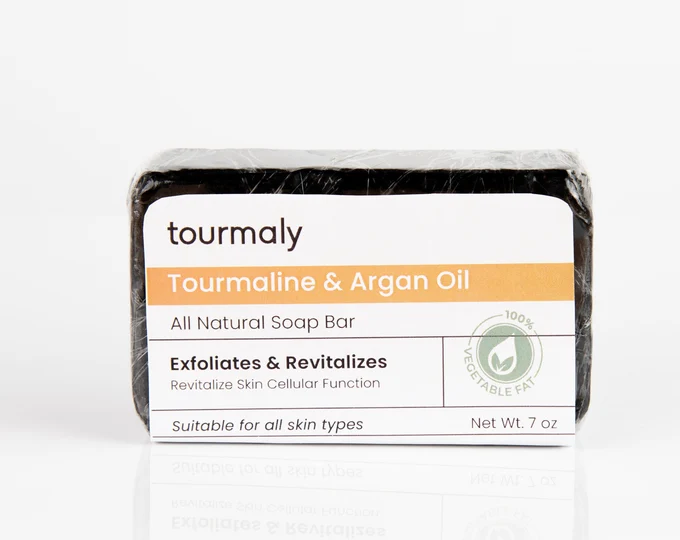 tourmaly
Tourmaline & Argan Oil
All Natural Soap Bar
100%
VEGETABLE FAT
Exfoliates & Revitalizes
Revitalize Skin Cellular Function
Suitable for all skin types
Net Wt. 7 oz